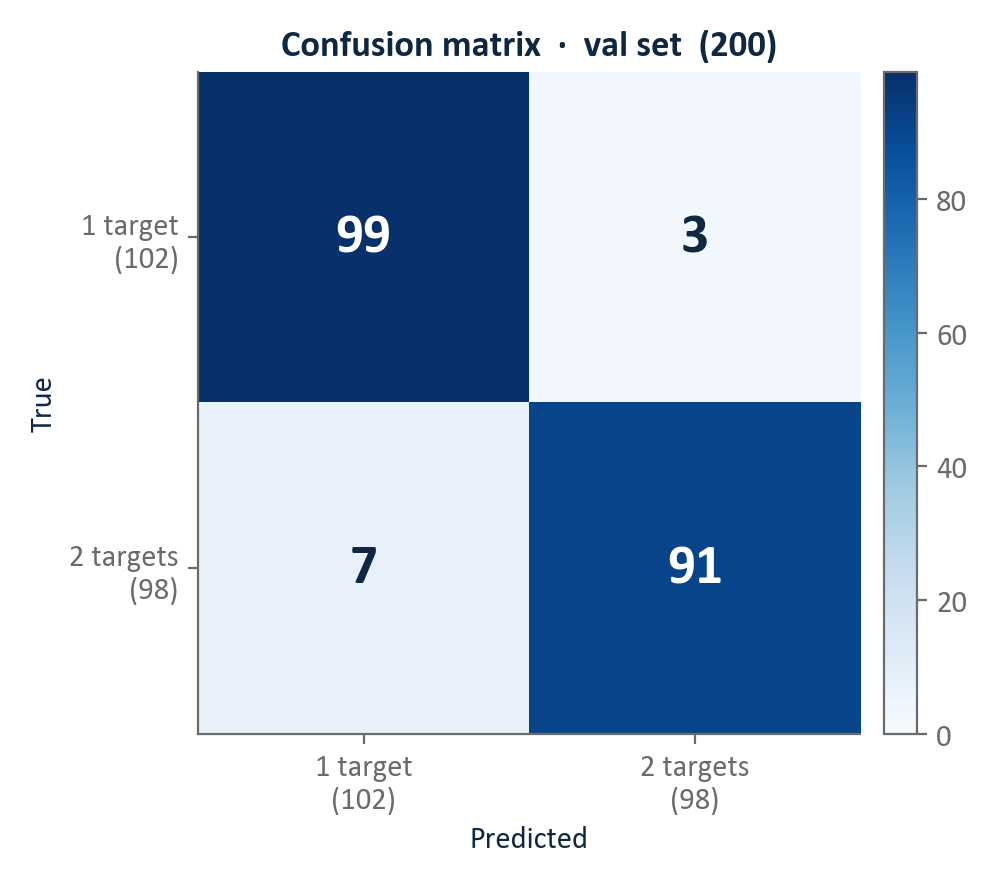 Confusion matrix · val set (200)
1 target
(102)
99
3
2 targets
(98)
7
91
True
1 target
(102)
2 targets
(98)
Predicted
80
60
40
20
0